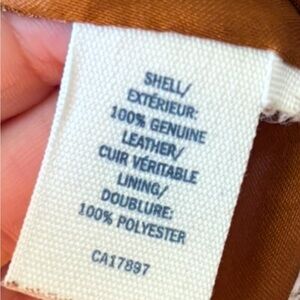 SHELL/
EXTÉRIEUR:
100% GENUINE
LEATHER/
CUIR VÉRITABLE
LINING/
DOUBLURE:
100% POLYESTER
CA17897